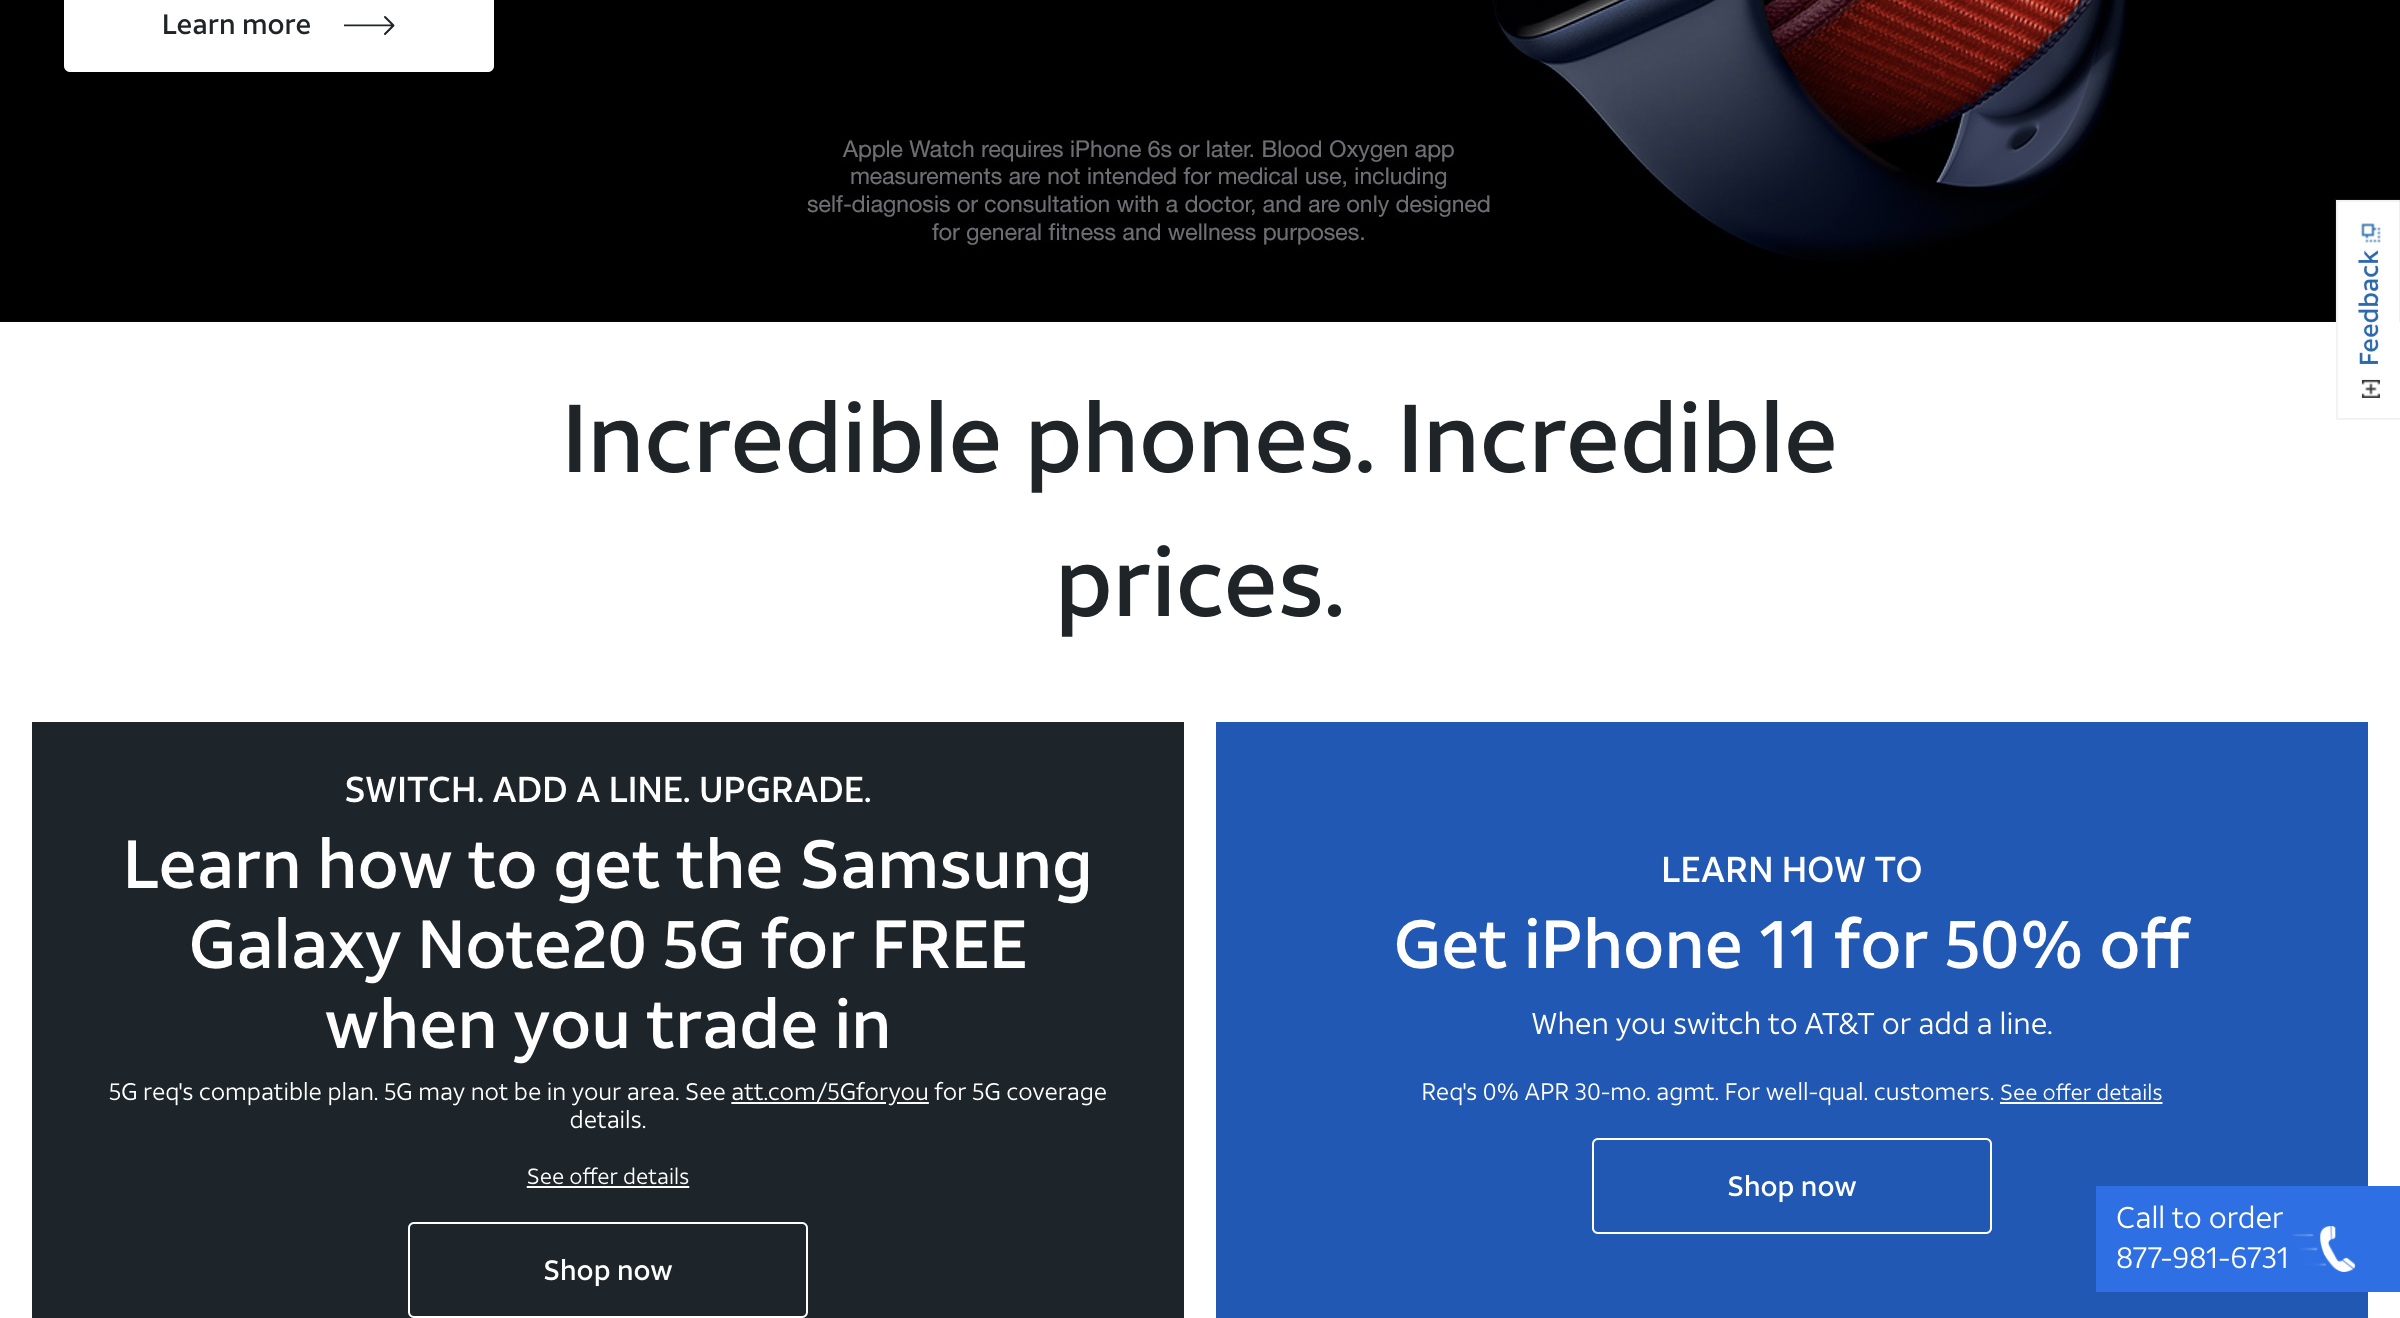 Learn more
Apple Watch requires iPhone 6s or later. Blood Oxygen app
measurements are not intended for medical use, including
self-diagnosis or consultation with a doctor, and are only designed
for general fitness and wellness purposes.
Feedback
Incredible phones. Incredible
prices.
SWITCH. ADD A LINE. UPGRADE.
Learn how to get the Samsung
Galaxy Note20 5G for FREE
when you trade in
5G req's compatible plan. 5G may not be in your area. See att.com/5Gforyou for 5G coverage
details.
See offer details
Shop now
LEARN HOW TO
Get iPhone 11 for 50% off
When you switch to AT&T or add a line.
Req's 0% APR 30-mo. agmt. For well-qual. customers. See offer details
Shop now
Call to order
877-981-6731